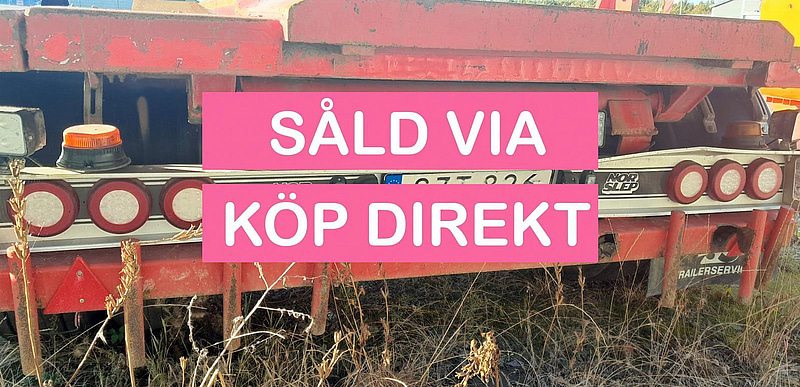 SÅLD VIA
KÖP DIREKT
NOR
SLEP
RAILERSERVI